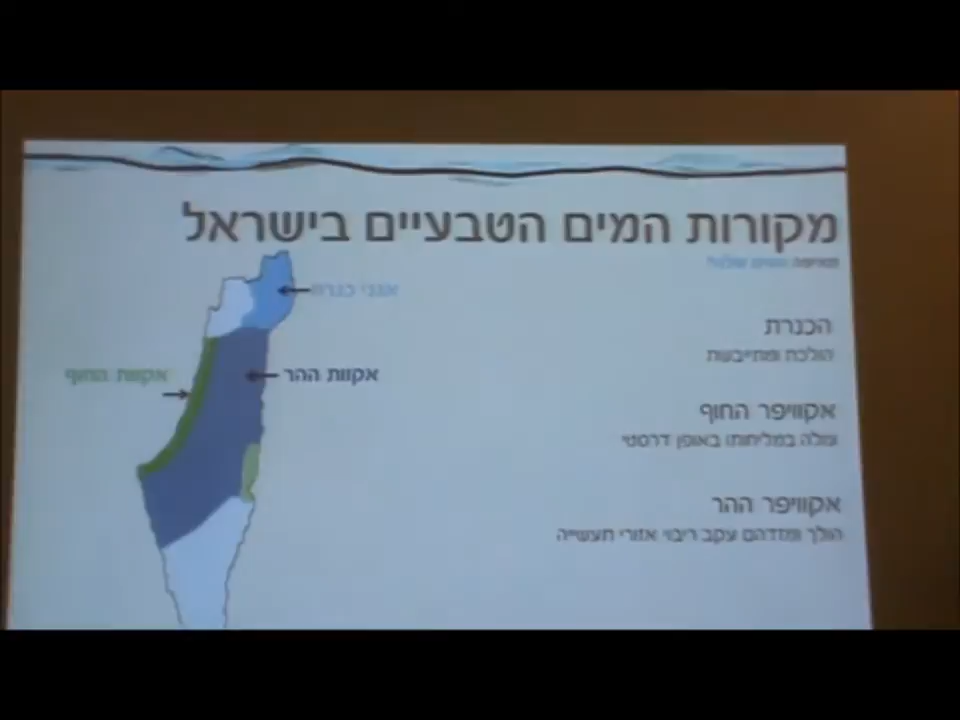 מקורות המים הטבעיים בישראל
הכנרת
הולכת ומתייבשת
אקוויפר החוף
עולה במליחותו באופן דרסטי
אקוויפר ההר
הולך ומזדהם עקב ריבוי אזורי תעשייה
אגני כנרת
אקוות ההר
אקוות החוף